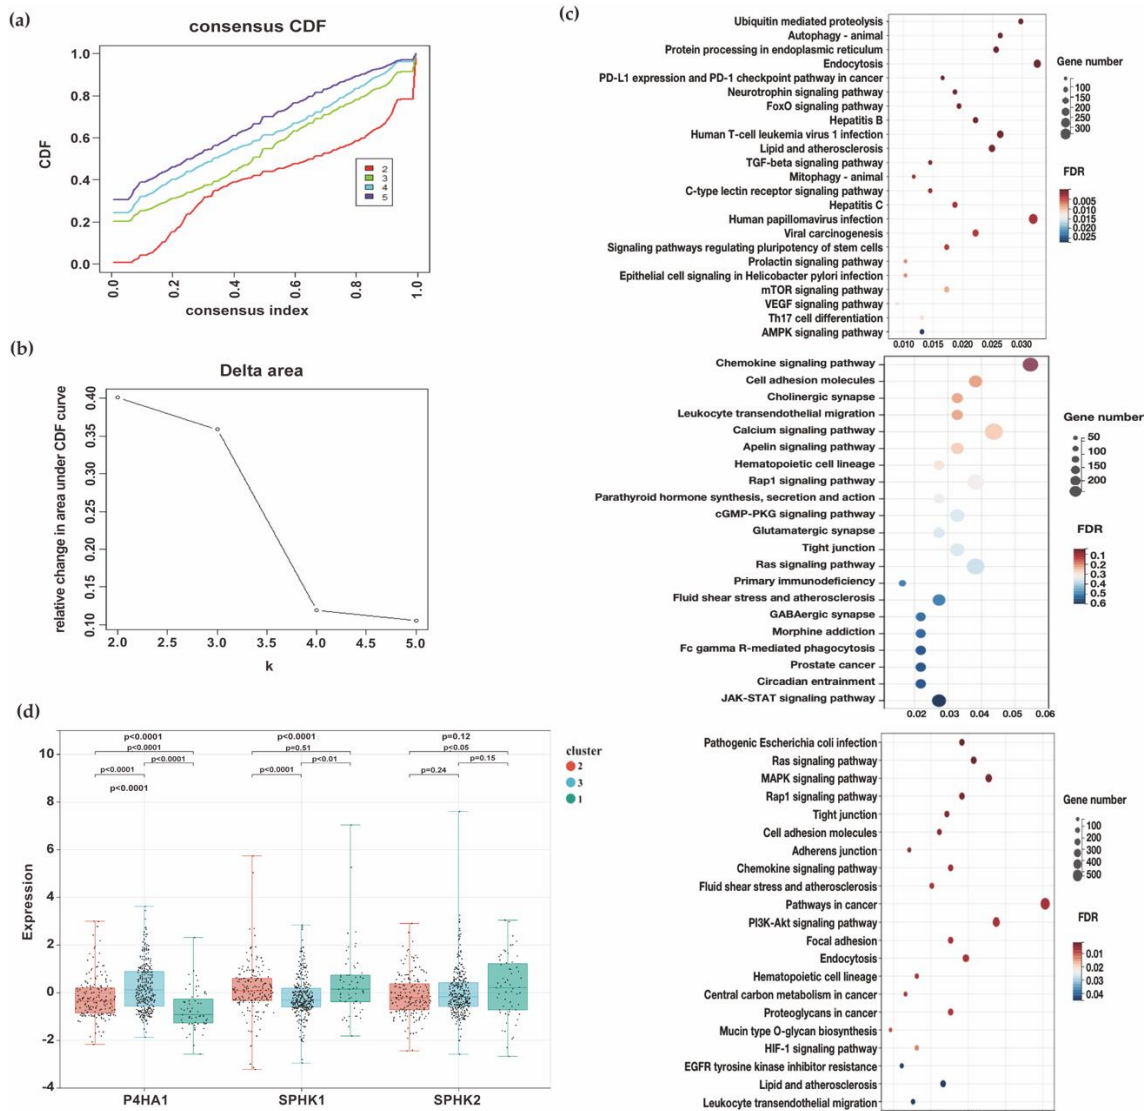 (a)
consensus CDF
1.0
0.8
0.6
0.4
0.2
0.0
CDF
2
3
4
5
0.0 0.2 0.4 0.6 0.8 1.0
consensus index
(b)
Delta area
0.40
0.35
0.30
0.25
0.20
0.15
0.10
relative change in area under CDF curve
2.0 2.5 3.0 3.5 4.0 4.5 5.0
k
(c)
Ubiquitin mediated proteolysis
Autophagy - animal
Protein processing in endoplasmic reticulum
Endocytosis
PD-L1 expression and PD-1 checkpoint pathway in cancer
Neurotrophin signaling pathway
FoxO signaling pathway
Hepatitis B
Human T-cell leukemia virus 1 infection
Lipid and atherosclerosis
TGF-beta signaling pathway
Mitophagy - animal
C-type lectin receptor signaling pathway
Hepatitis C
Human papillomavirus infection
Viral carcinogenesis
Signaling pathways regulating pluripotency of stem cells
Prolactin signaling pathway
Epithelial cell signaling in Helicobacter pylori infection
mTOR signaling pathway
VEGF signaling pathway
Th17 cell differentiation
AMPK signaling pathway
0.010 0.015 0.020 0.025 0.030
Gene number
100
150
200
250
300
FDR
0.005
0.010
0.015
0.020
0.025
Chemokine signaling pathway
Cell adhesion molecules
Cholinergic synapse
Leukocyte transendothelial migration
Calcium signaling pathway
Apelin signaling pathway
Hematopoietic cell lineage
Rap1 signaling pathway
Parathyroid hormone synthesis, secretion and action
cGMP-PKG signaling pathway
Glutamatergic synapse
Tight junction
Ras signaling pathway
Primary immunodeficiency
Fluid shear stress and atherosclerosis
GABAergic synapse
Morphine addiction
Fc gamma R-mediated phagocytosis
Prostate cancer
Circadian entrainment
JAK-STAT signaling pathway
0.02 0.03 0.04 0.05 0.06
Gene number
50
100
150
200
FDR
0.1
0.2
0.3
0.4
0.5
0.6
Pathogenic Escherichia coli infection
Ras signaling pathway
MAPK signaling pathway
Rap1 signaling pathway
Tight junction
Cell adhesion molecules
Adherens junction
Chemokine signaling pathway
Fluid shear stress and atherosclerosis
Pathways in cancer
PI3K-Akt signaling pathway
Focal adhesion
Endocytosis
Hematopoietic cell lineage
Central carbon metabolism in cancer
Proteoglycans in cancer
Mucin type O-glycan biosynthesis
HIF-1 signaling pathway
EGFR tyrosine kinase inhibitor resistance
Lipid and atherosclerosis
Leukocyte transendothelial migration
Gene number
100
200
300
400
500
FDR
0.01
0.02
0.03
0.04
(d)
p<0.0001 p<0.0001 p=0.12
p<0.0001 p=0.51 p<0.05
p<0.0001 p<0.01 p=0.15
p<0.0001 p<0.0001 p=0.24
p<0.0001
cluster
2
3
1
10
8
6
4
2
0
-2
-4
Expression
P4HA1 SPHK1 SPHK2